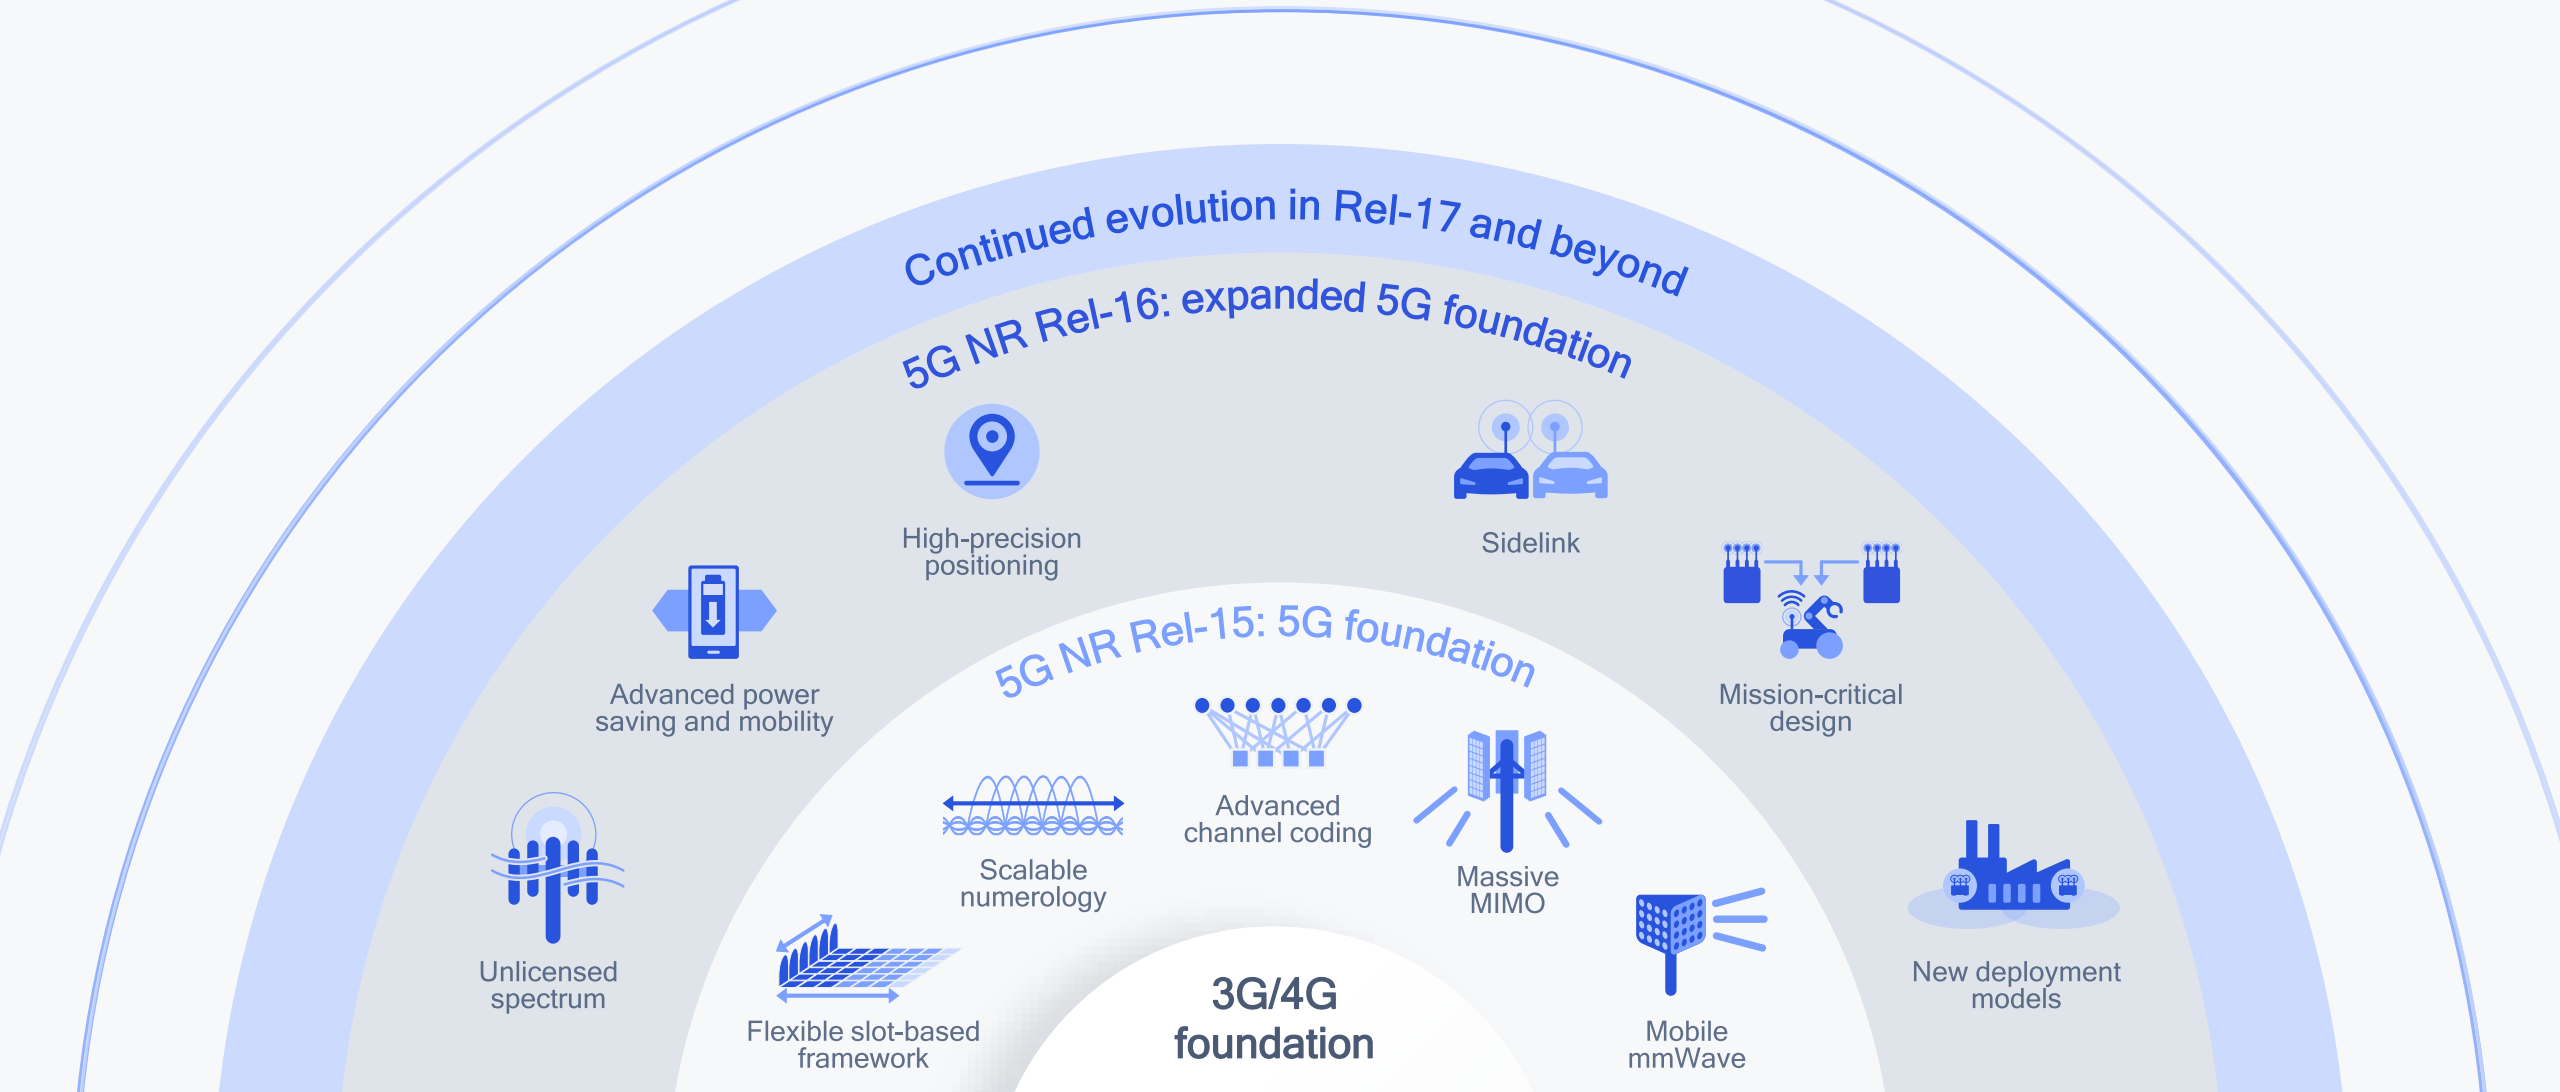 Continued evolution in Rel-17 and beyond
5G NR Rel-16: expanded 5G foundation
High-precision
positioning
Sidelink
Advanced power
saving and mobility
Mission-critical
design
Unlicensed
spectrum
New deployment
models
5G NR Rel-15: 5G foundation
Advanced
channel coding
Scalable
numerology
Massive
MIMO
Flexible slot-based
framework
Mobile
mmWave
3G/4G
foundation